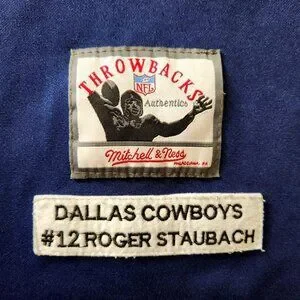 THROWBACKS
NFL
Authentics
Mitchell & Ness
DALLAS COWBOYS
#12 ROGER STAUBACH